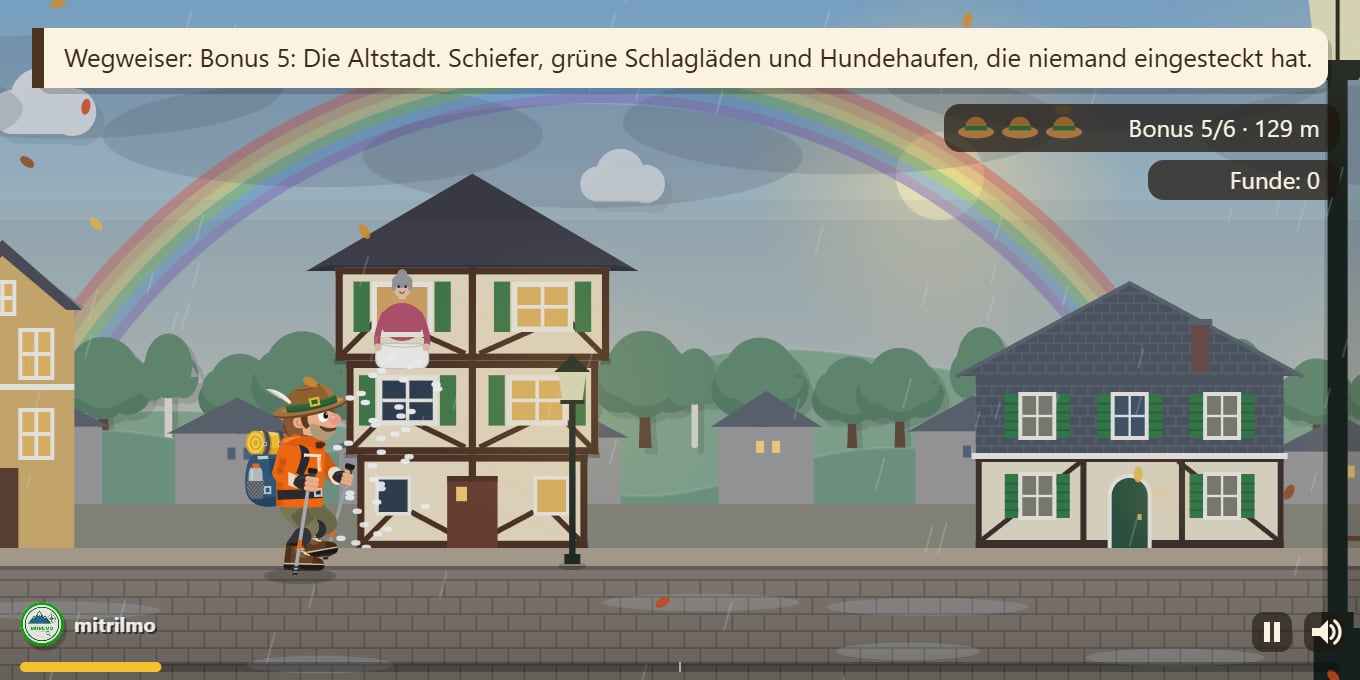 Wegweiser: Bonus 5: Die Altstadt. Schiefer, grüne Schlagläden und Hundehaufen, die niemand eingesteckt hat.
Bonus 5/6 · 129 m
Funde: 0
mitrilmo